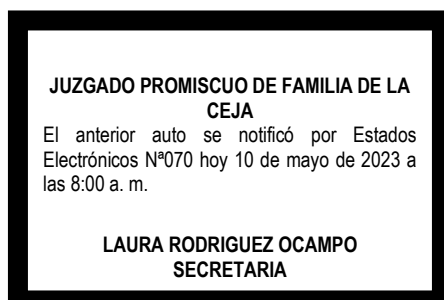 JUZGADO PROMISCUO DE FAMILIA DE LA
CEJA
El anterior auto se notificó por Estados
Electrónicos Nª070 hoy 10 de mayo de 2023 a
las 8:00 a. m.
LAURA RODRIGUEZ OCAMPO
SECRETARIA